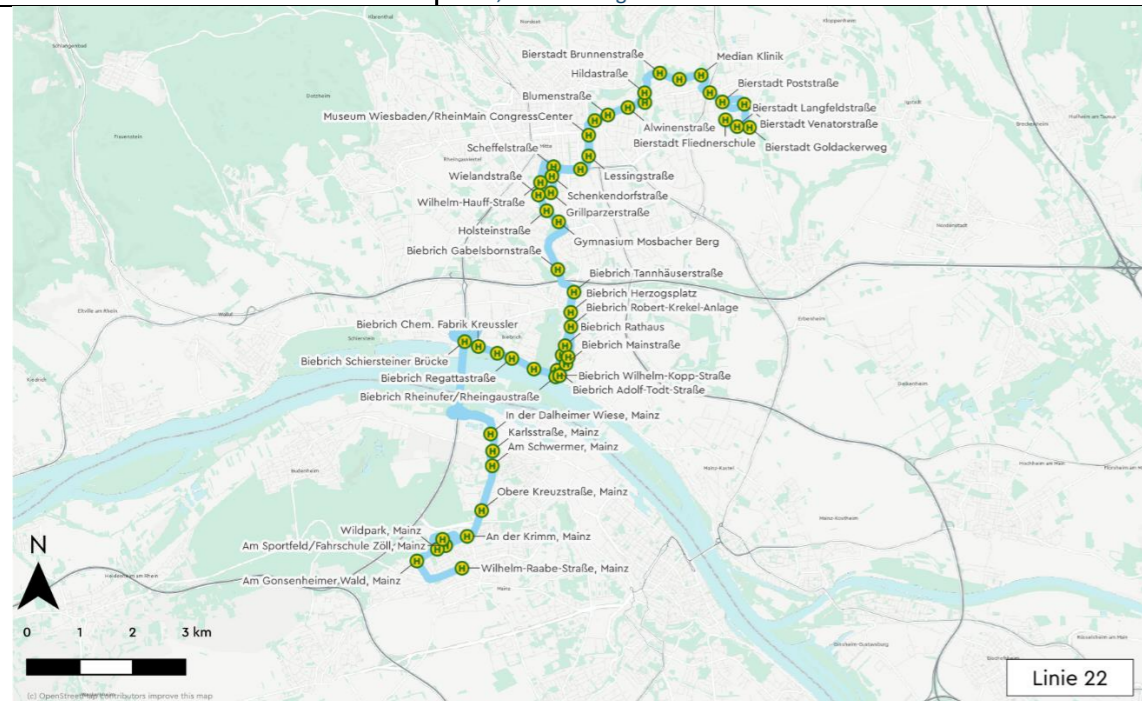 Bierstadt Brunnenstraße
Median Klinik
Hildastraße
Bierstadt Poststraße
Blumenstraße
Bierstadt Langfeldstraße
Museum Wiesbaden/RheinMain CongressCenter
Alwinenstraße
Bierstadt Venatorstraße
Bierstadt Fliednerschule
Bierstadt Goldackerweg
Scheffelstraße
Wielandstraße
Lessingstraße
Schenkendorfstraße
Wilhelm-Hauff-Straße
Grillparzerstraße
Holsteinstraße
Gymnasium Mosbacher Berg
Biebrich Gabelsbornstraße
Biebrich Tannhäuserstraße
Biebrich Herzogsplatz
Biebrich Robert-Krekel-Anlage
Biebrich Chem. Fabrik Kreussler
Biebrich Rathaus
Biebrich Mainstraße
Biebrich Schiersteiner Brücke
Biebrich Regattastraße
Biebrich Wilhelm-Kopp-Straße
Biebrich Adolf-Todt-Straße
Biebrich Rheinufer/Rheingaustraße
In der Dalheimer Wiese, Mainz
Karlsstraße, Mainz
Am Schwermer, Mainz
Obere Kreuzstraße, Mainz
Wildpark, Mainz
An der Krimm, Mainz
Am Sportfeld/Fahrschule Zöll, Mainz
Wilhelm-Raabe-Straße, Mainz
Am Gonsenheimer Wald, Mainz
N
0 1 2 3 km
Linie 22
(c) OpenStreetMap contributors improve this map